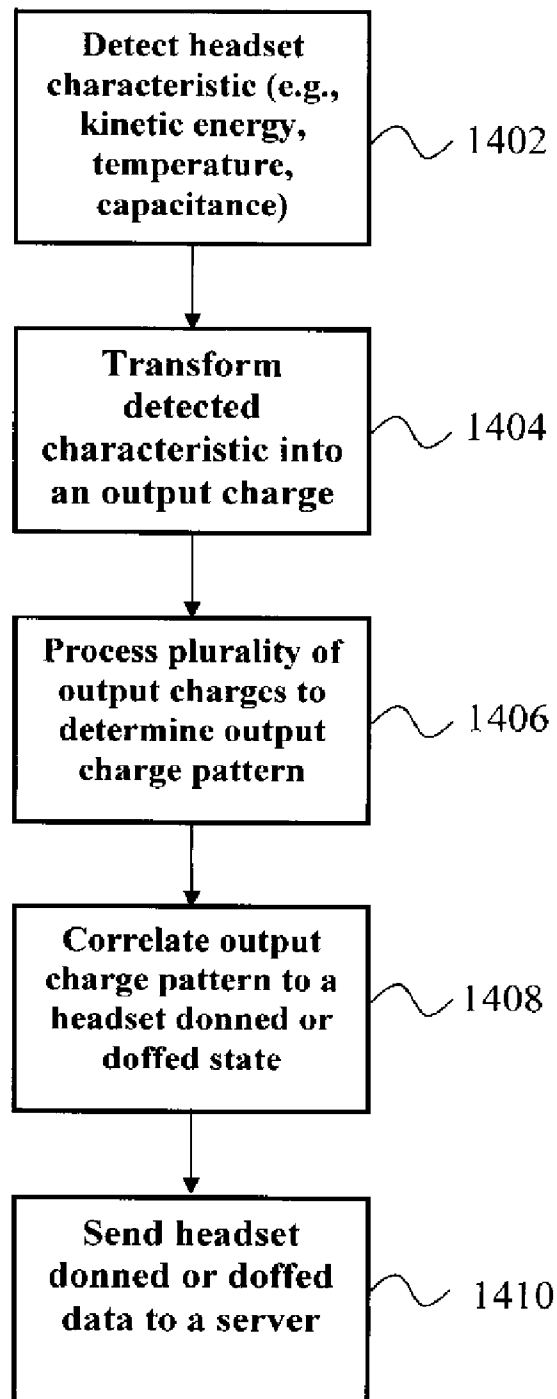 Detect headset
characteristic (e.g.,
kinetic energy,
temperature,
capacitance)
1402
Transform
detected
characteristic into
an output charge
1404
Process plurality of
output charges to
determine output
charge pattern
1406
Correlate output
charge pattern to a
headset donned or
doffed state
1408
Send headset
donned or doffed
data to a server
1410